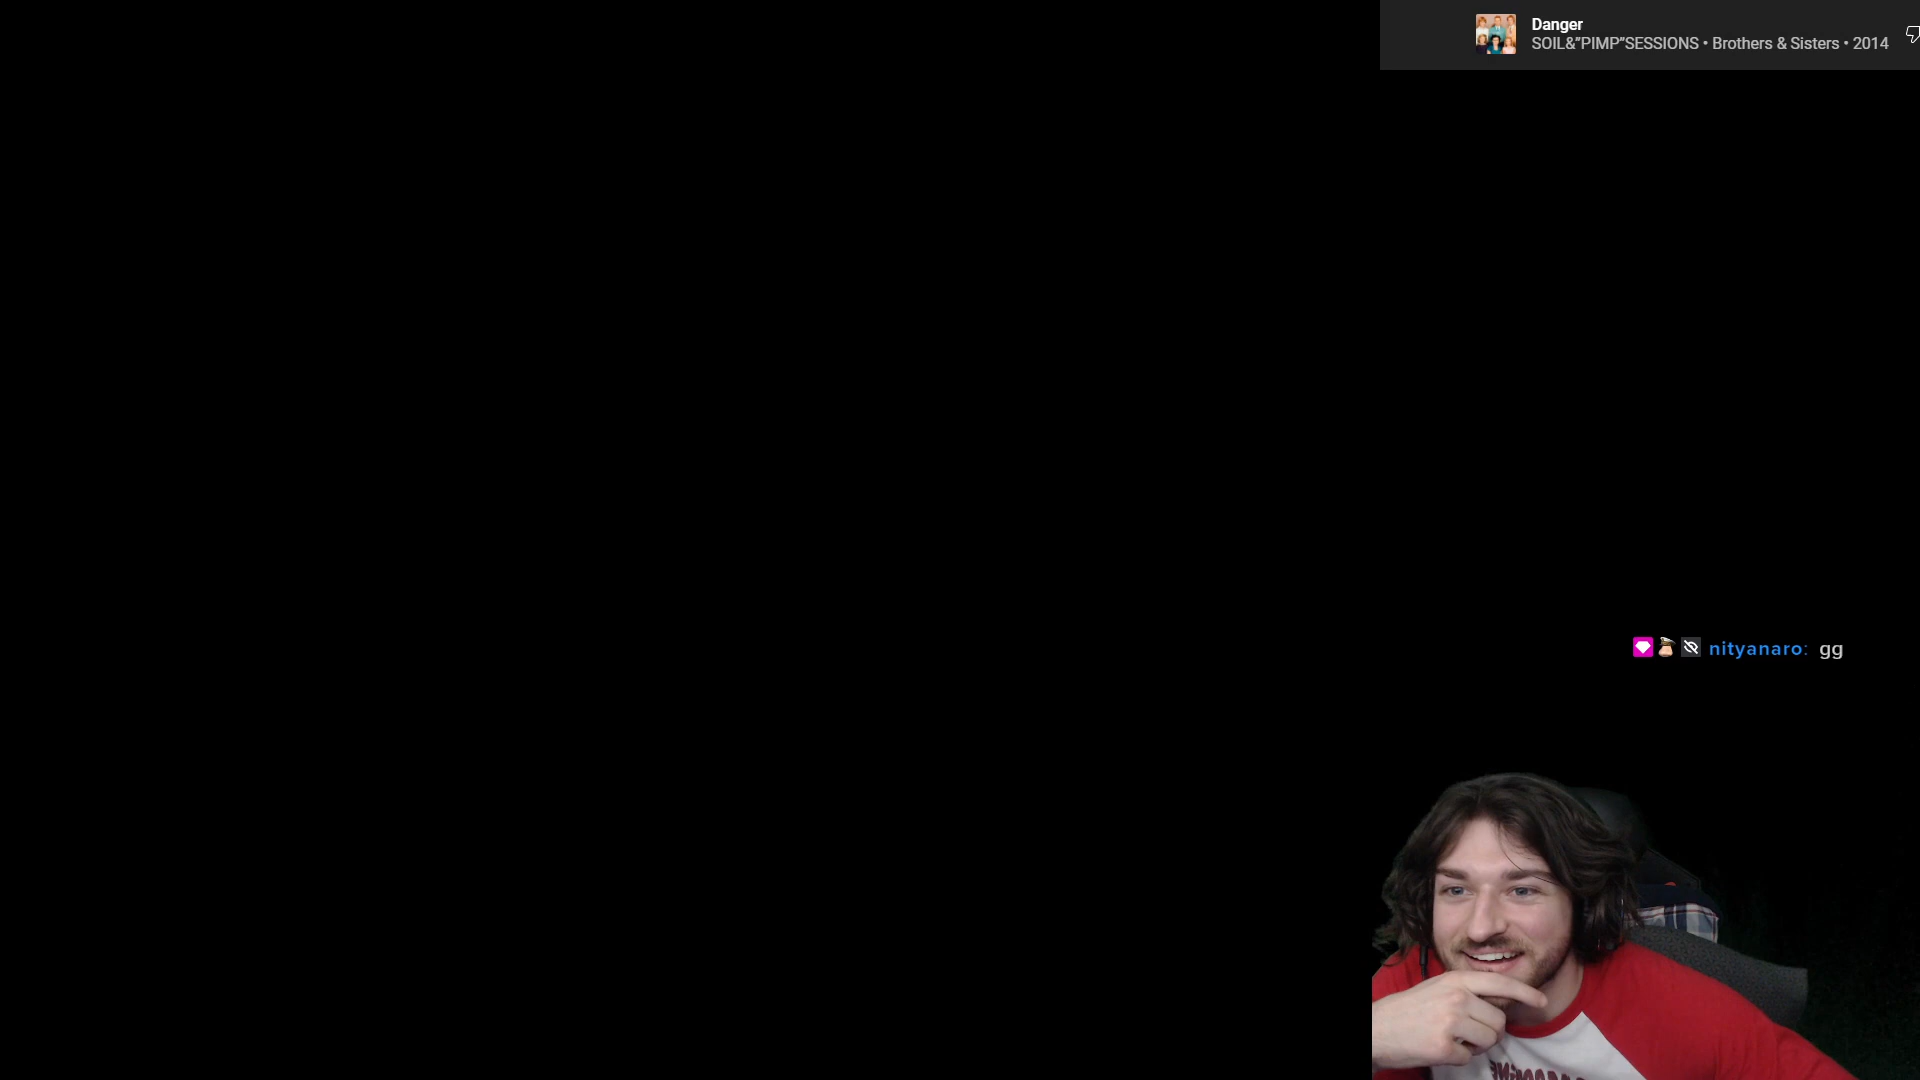 Danger
SOIL&"PIMP"SESSIONS • Brothers & Sisters • 2014
nityanaro: gg